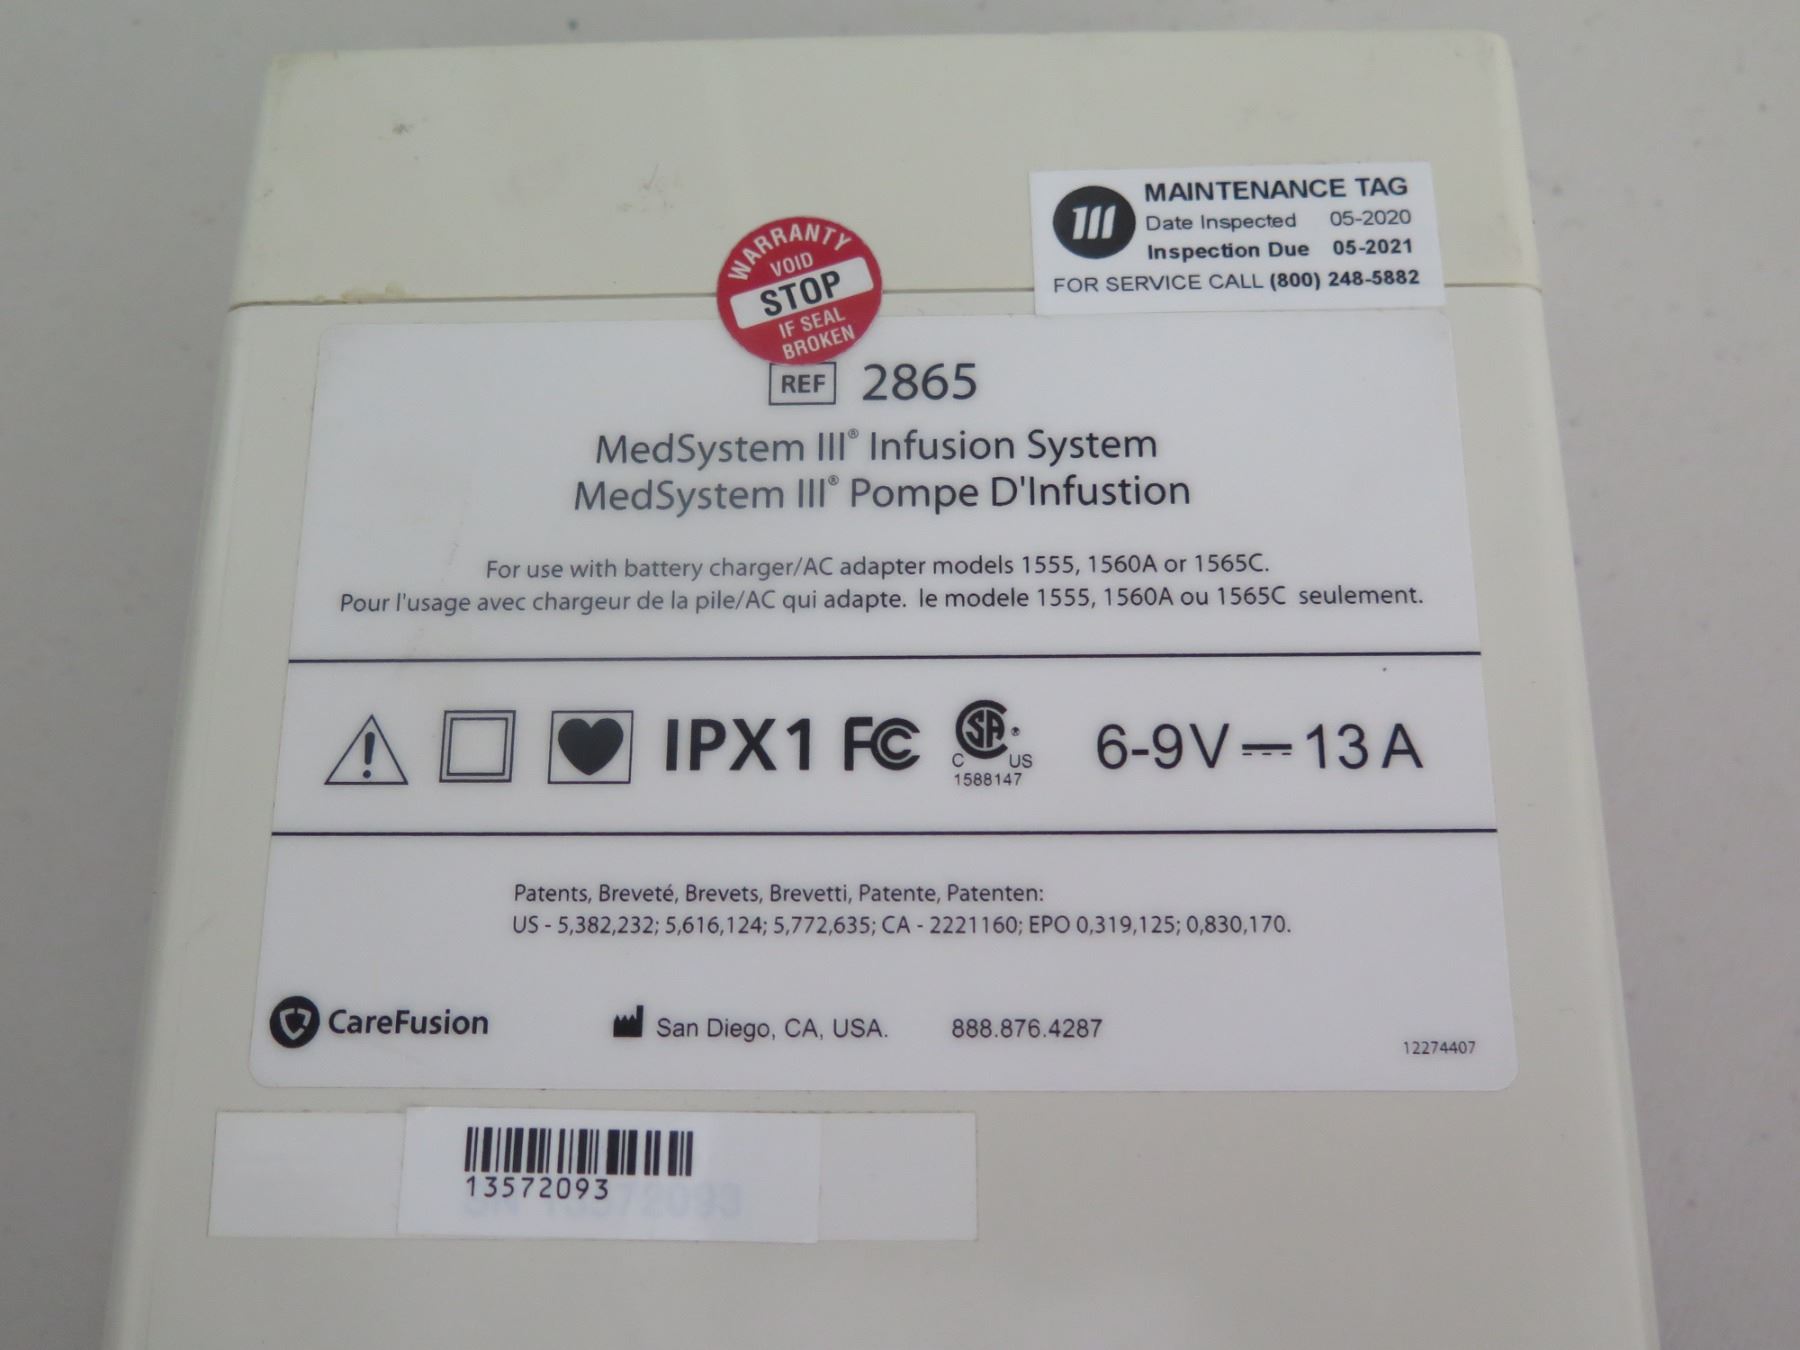 MAINTENANCE TAG
Date Inspected 05-2020
Inspection Due 05-2021
FOR SERVICE CALL (800) 248-5882
WARRANTY
VOID
STOP
IF SEAL
BROKEN
REF 2865
MedSystem III® Infusion System
MedSystem III® Pompe D'Infustion
For use with battery charger/AC adapter models 1555, 1560A or 1565C.
Pour l'usage avec chargeur de la pile/AC qui adapte. le modele 1555, 1560A ou 1565C seulement.
IPX1 FC CSA® 6-9V 13 A
C US
1588147
Patents, Breveté, Brevets, Brevetti, Patente, Patenten:
US - 5,382,232; 5,616,124; 5,772,635; CA - 2221160; EPO 0,319,125; 0,830,170.
CareFusion San Diego, CA, USA. 888.876.4287
12274407
13572093
SN 13572093